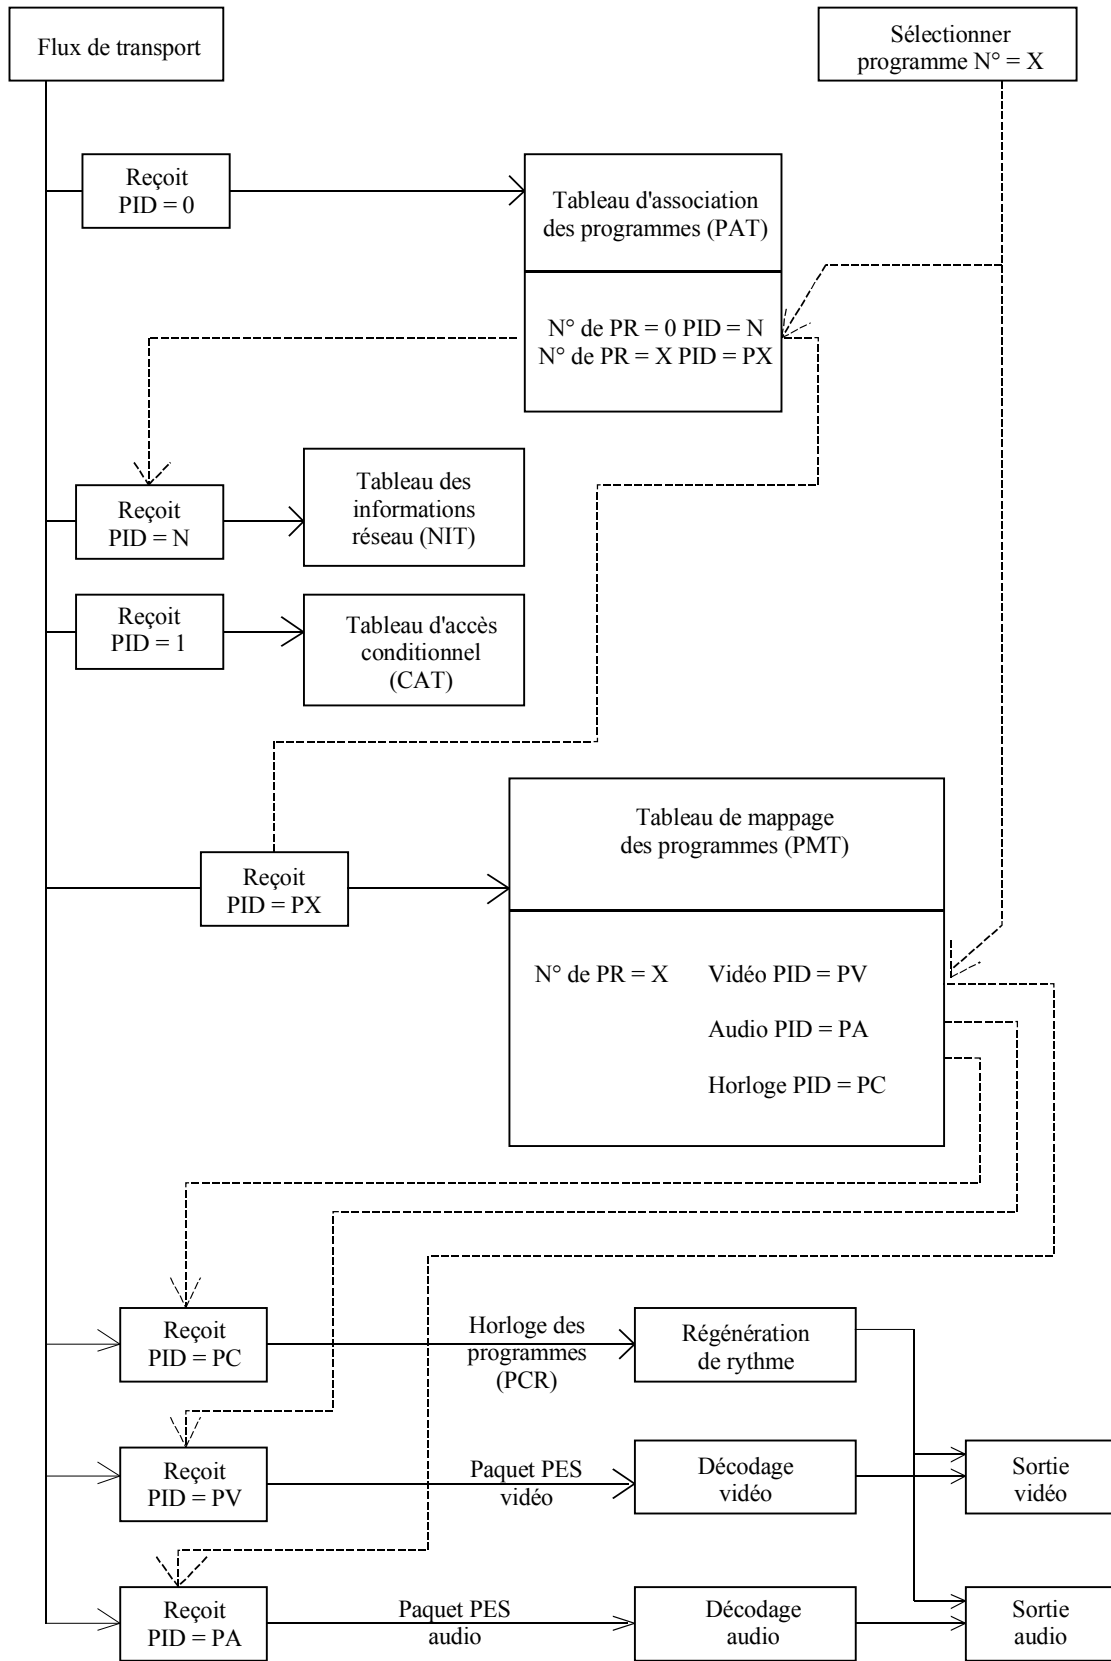 Flux de transport
Sélectionner
programme N° = X
Reçoit
PID = 0
Tableau d'association
des programmes (PAT)
N° de PR = 0 PID = N
N° de PR = X PID = PX
Reçoit
PID = N
Tableau des
informations
réseau (NIT)
Reçoit
PID = 1
Tableau d'accès
conditionnel
(CAT)
Tableau de mappage
des programmes (PMT)
Reçoit
PID = PX
N° de PR = X Vidéo PID = PV
Audio PID = PA
Horloge PID = PC
Reçoit
PID = PC
Horloge des
programmes
(PCR)
Régénération
de rythme
Reçoit
PID = PV
Paquet PES
vidéo
Décodage
vidéo
Sortie
vidéo
Reçoit
PID = PA
Paquet PES
audio
Décodage
audio
Sortie
audio